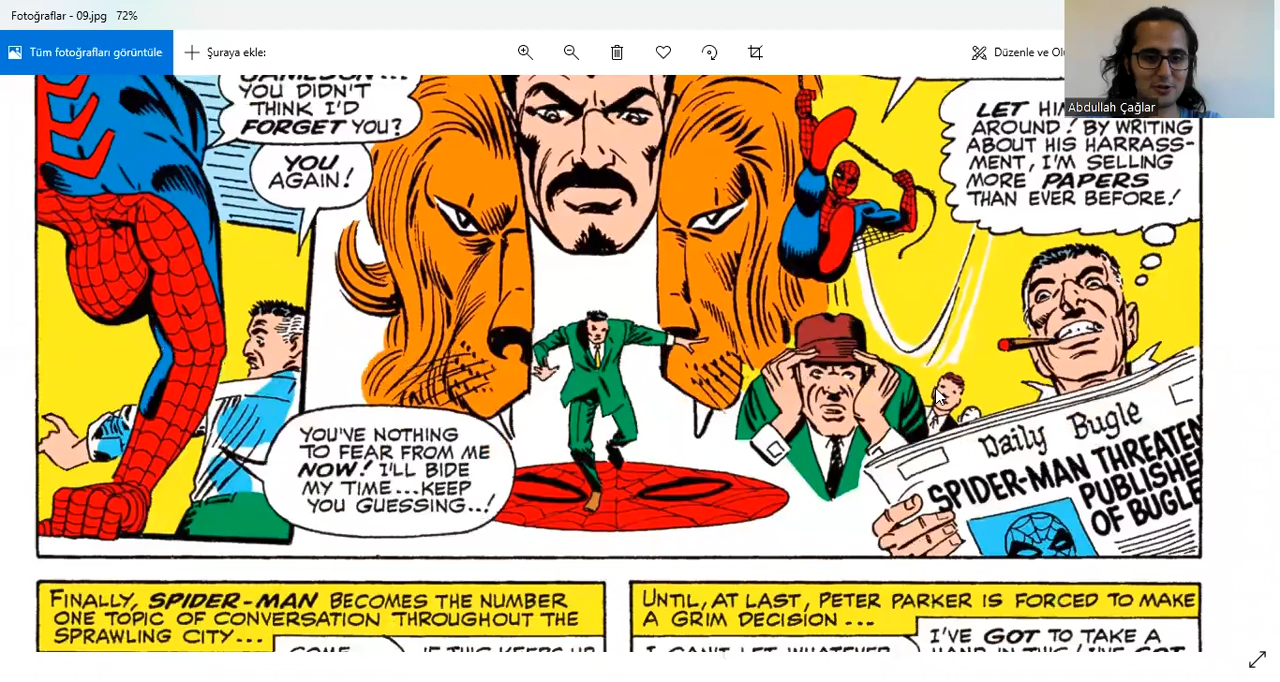 Fotoğraflar - 09.jpg   72%
Tüm fotoğrafları görüntüle
Şuraya ekle:
Düzenle ve Ol
Abdullah Çağlar
YOU DIDN'T
THINK I'D
FORGET YOU?
YOU
AGAIN!
LET
AROUND! BY WRITING
ABOUT HIS HARRASS-
MENT, I'M SELLING
MORE PAPERS
THAN EVER BEFORE!
YOU'VE NOTHING
TO FEAR FROM ME
NOW! I'LL BIDE
MY TIME...KEEP
YOU GUESSING..!
Daily Bugle
SPIDER-MAN THREATEN
PUBLISHE
OF BUGLE
FINALLY, SPIDER-MAN BECOMES THE NUMBER
ONE TOPIC OF CONVERSATION THROUGHOUT THE
SPRAWLING CITY...
UNTIL, AT LAST, PETER PARKER IS FORCED TO MAKE
A GRIM DECISION...
I'VE GOT TO TAKE A